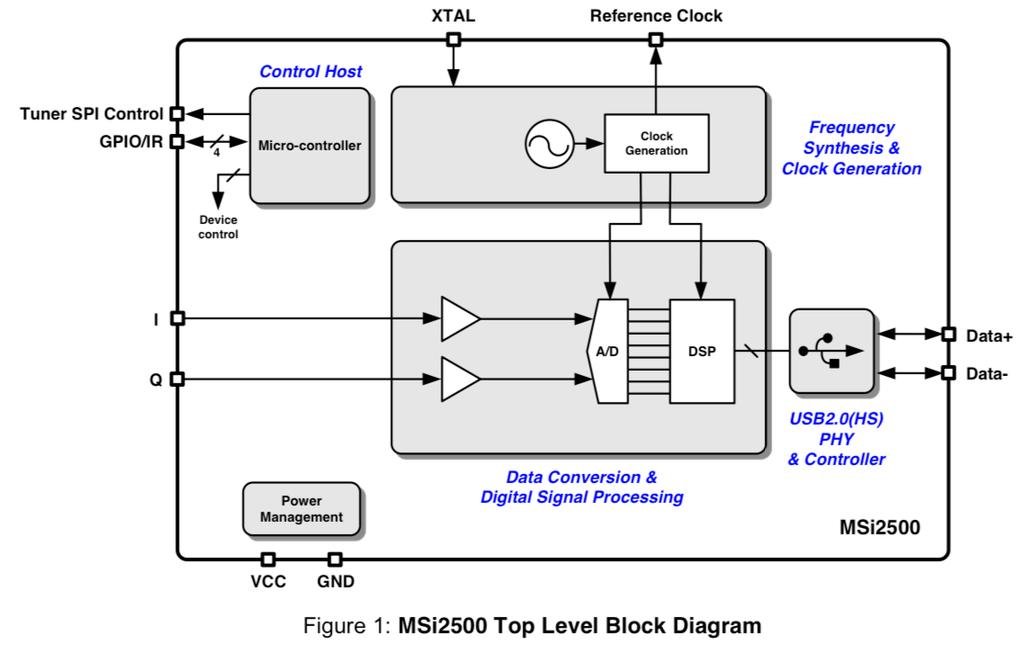 XTAL
Reference Clock
Control Host
Tuner SPI Control
GPIO/IR
4
Micro-controller
Device
control
Clock
Generation
Frequency
Synthesis &
Clock Generation
I
Q
A/D
DSP
Data+
Data-
USB2.0(HS)
PHY
& Controller
Data Conversion &
Digital Signal Processing
Power
Management
MSi2500
VCC
GND
Figure 1: MSi2500 Top Level Block Diagram